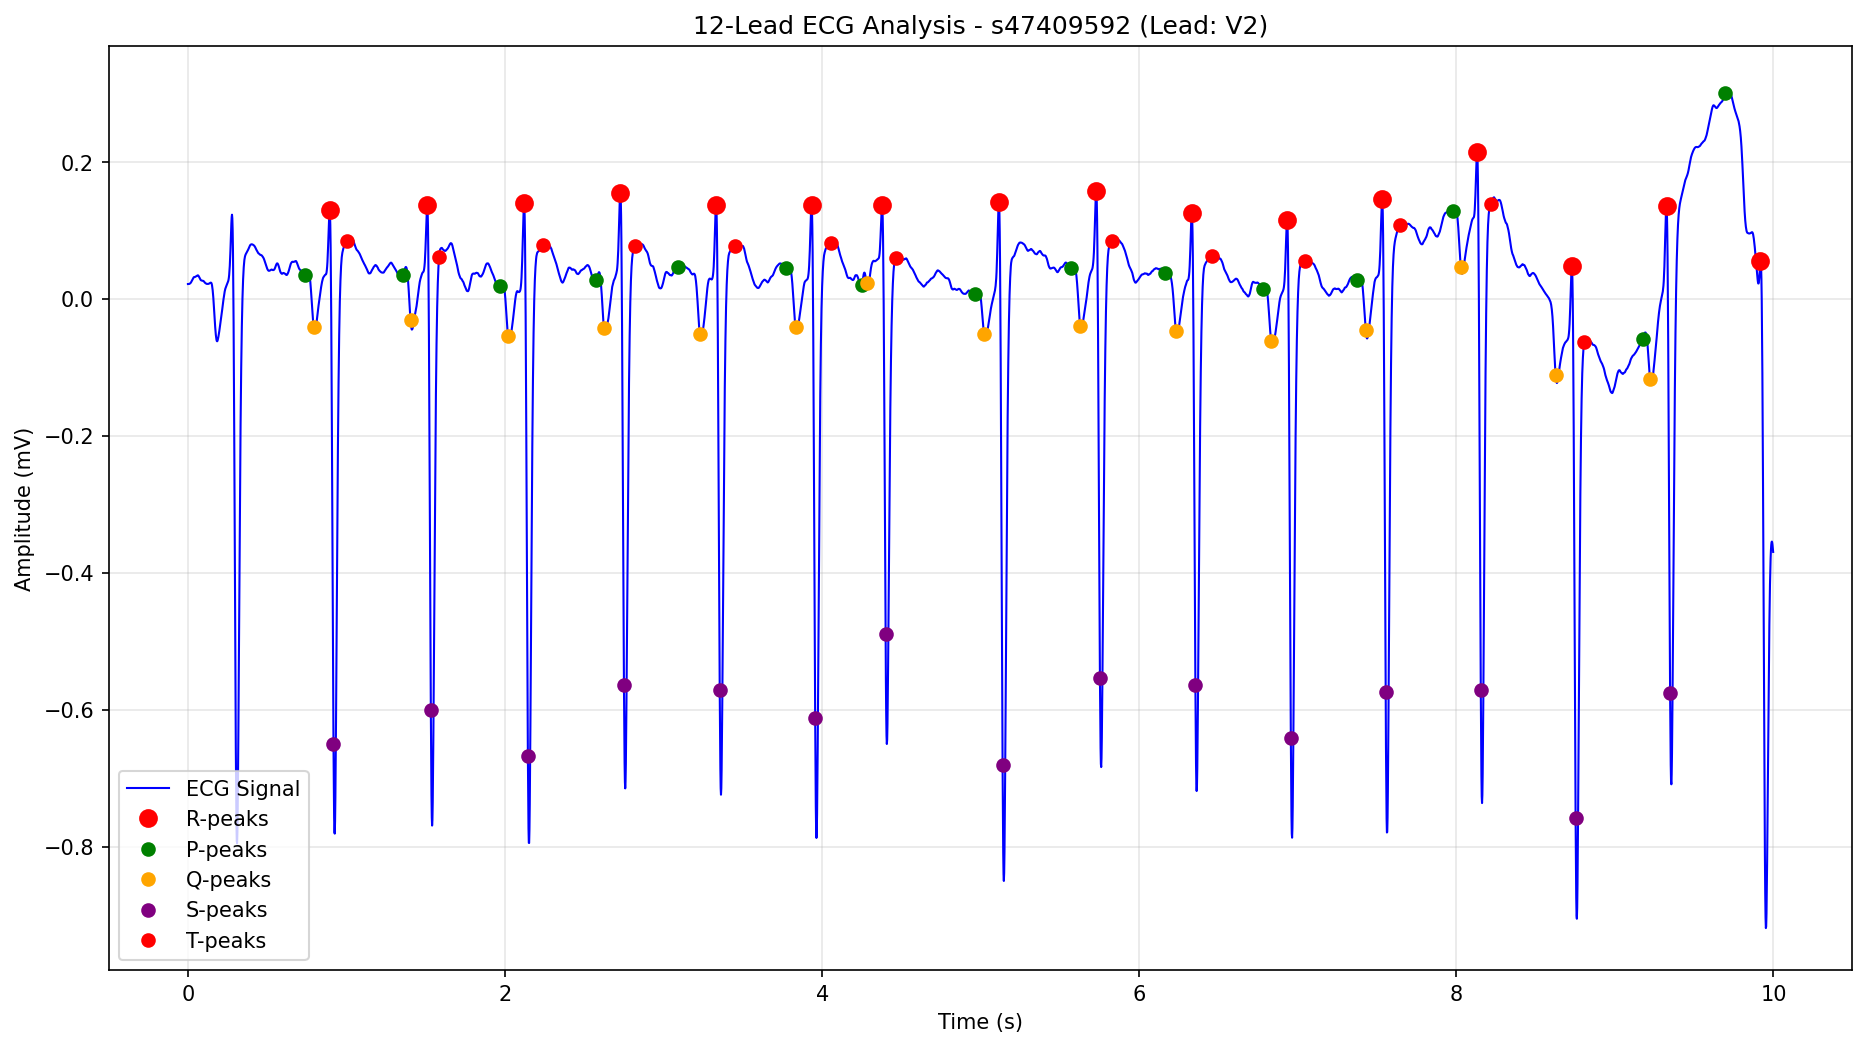 12-Lead ECG Analysis - s47409592 (Lead: V2)
Amplitude (mV)
0.2
0.0
−0.2
−0.4
−0.6
−0.8
ECG Signal
R-peaks
P-peaks
Q-peaks
S-peaks
T-peaks
0 2 4 6 8 10
Time (s)